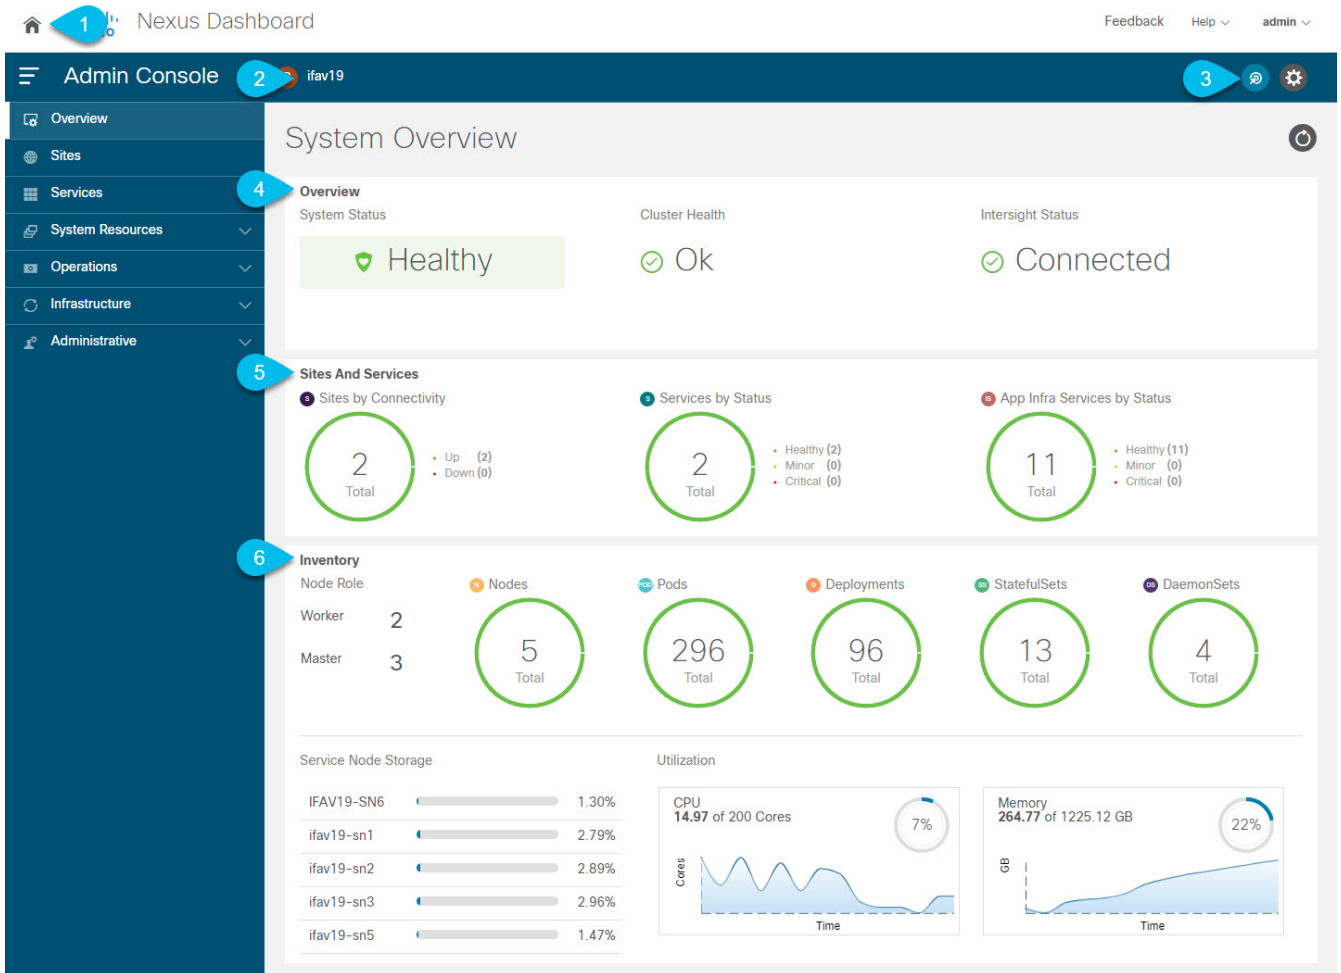 1
Nexus Dashboard
Feedback
Help
admin
Admin Console
2
ifav19
3
Overview
Sites
Services
System Resources
Operations
Infrastructure
Administrative
System Overview
4
Overview
System Status
Cluster Health
Intersight Status
Healthy
Ok
Connected
5
Sites And Services
S Sites by Connectivity
S Services by Status
IS App Infra Services by Status
2
Total
Up (2)
Down (0)
2
Total
Healthy (2)
Minor (0)
Critical (0)
11
Total
Healthy (11)
Minor (0)
Critical (0)
6
Inventory
Node Role
Worker 2
Master 3
N Nodes
5
Total
POD Pods
296
Total
D Deployments
96
Total
SS StatefulSets
13
Total
DS DaemonSets
4
Total
Service Node Storage
IFAV19-SN6 1.30%
ifav19-sn1 2.79%
ifav19-sn2 2.89%
ifav19-sn3 2.96%
ifav19-sn5 1.47%
Utilization
CPU
14.97 of 200 Cores
7%
Cores
Time
Memory
264.77 of 1225.12 GB
22%
GB
Time